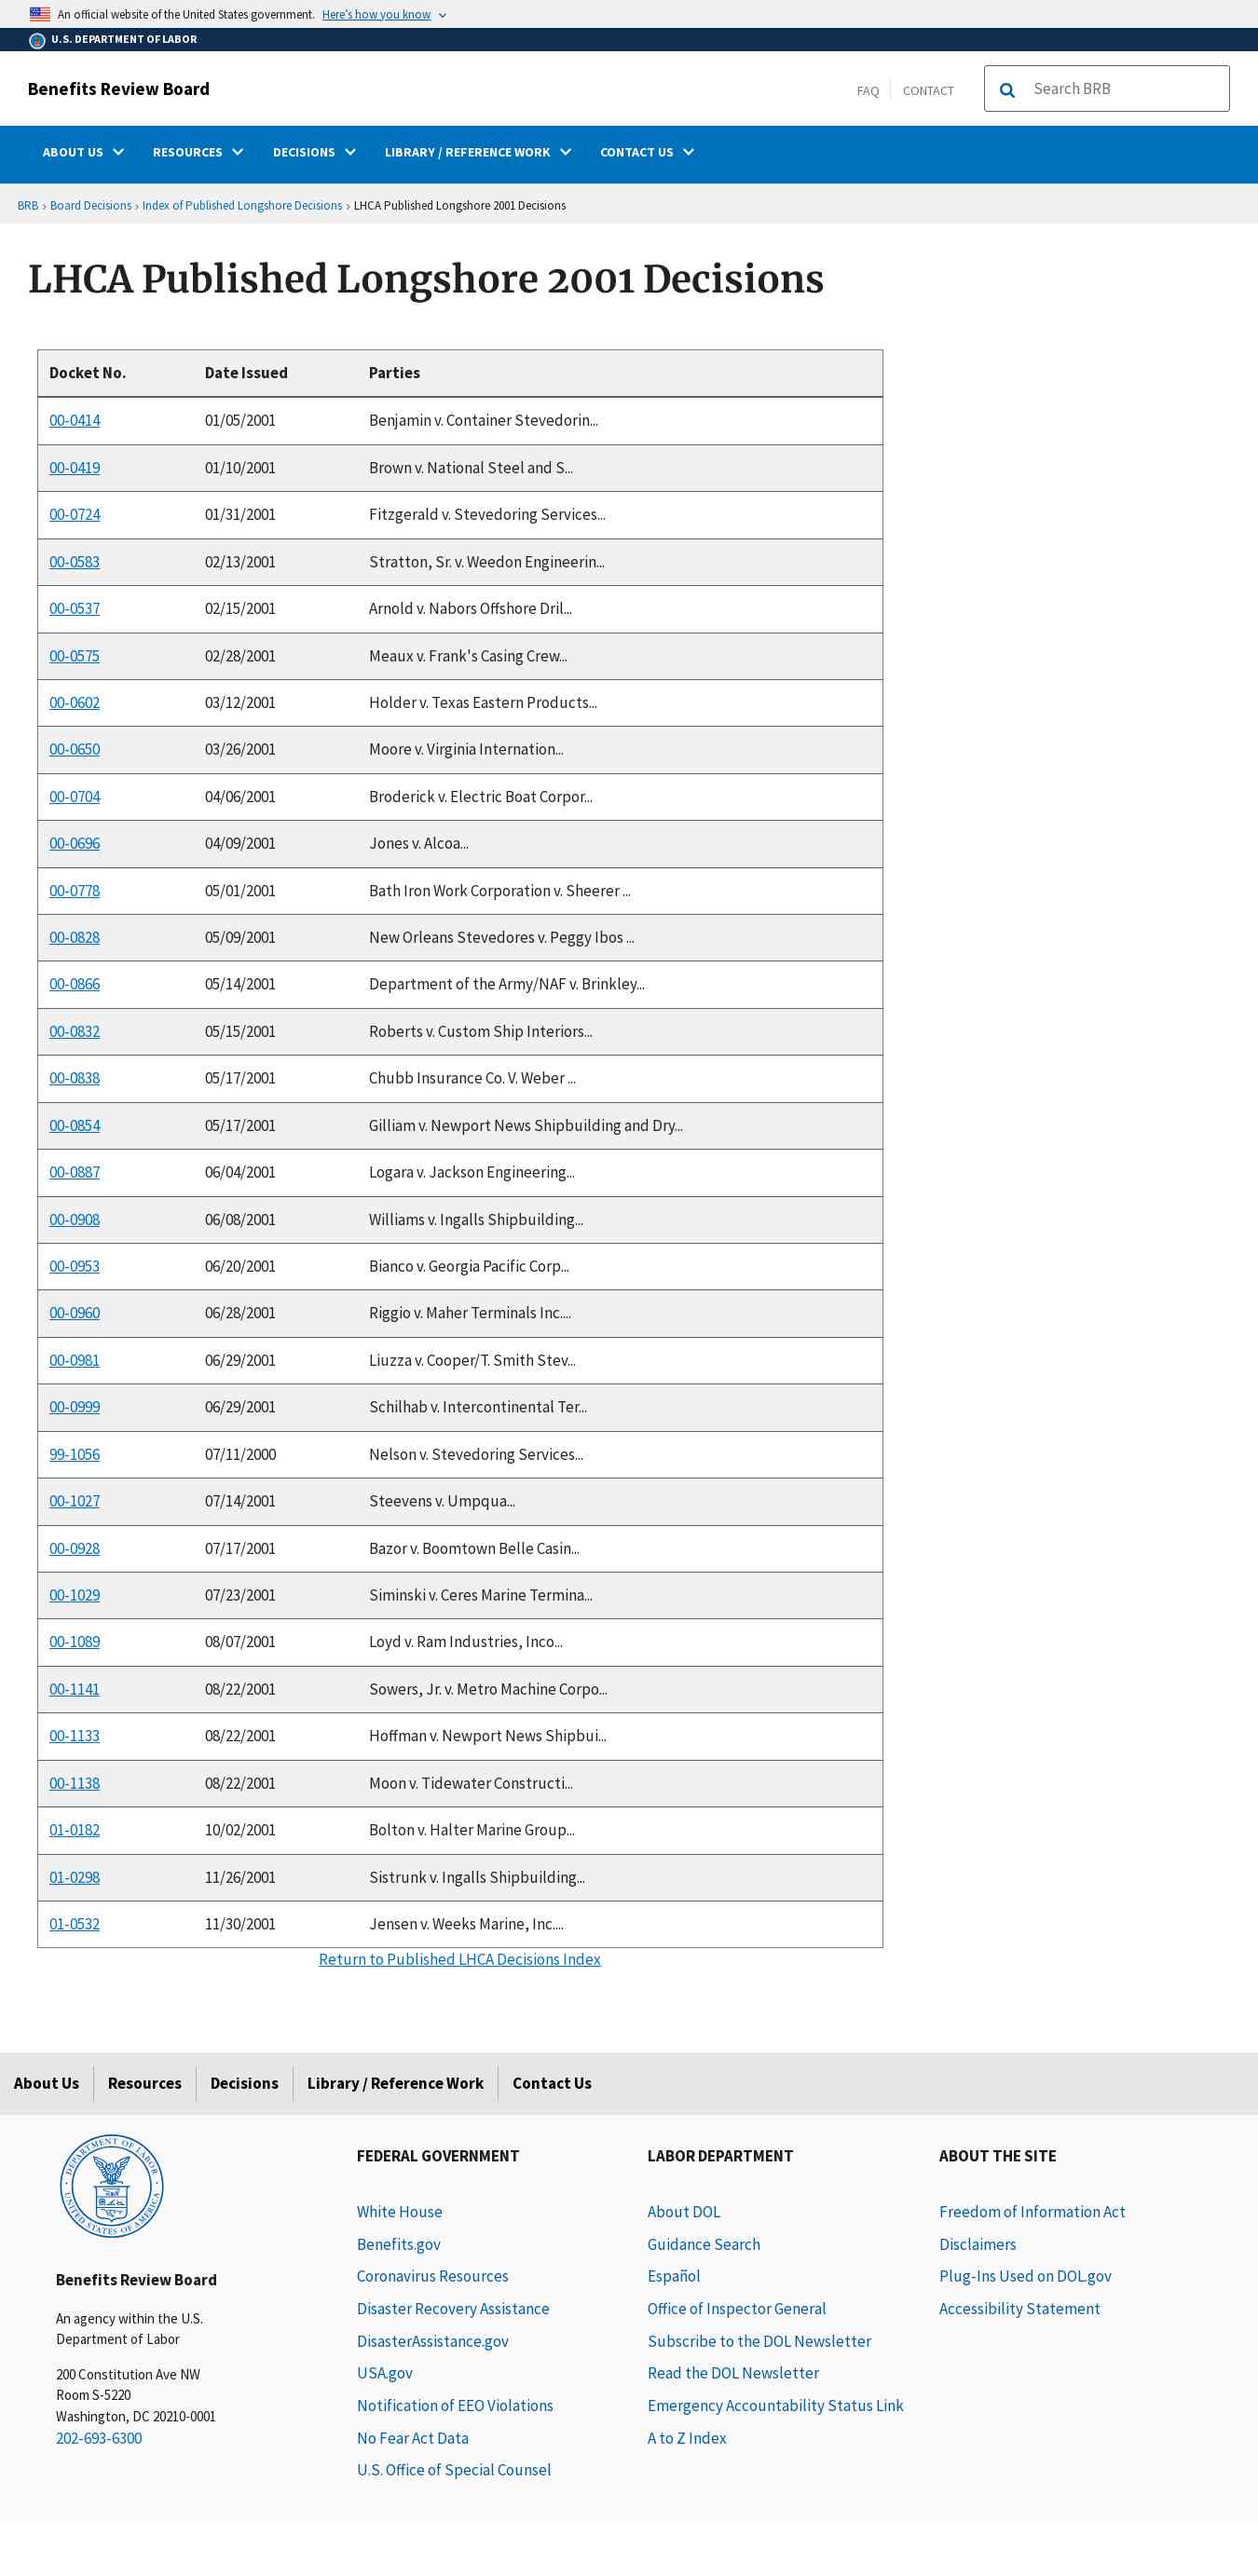 An official website of the United States government. Here's how you know
U.S. DEPARTMENT OF LABOR
Benefits Review Board
FAQ CONTACT Search BRB
ABOUT US RESOURCES DECISIONS LIBRARY / REFERENCE WORK CONTACT US
BRB › Board Decisions › Index of Published Longshore Decisions › LHCA Published Longshore 2001 Decisions
LHCA Published Longshore 2001 Decisions
Docket No. Date Issued Parties
00-0414 01/05/2001 Benjamin v. Container Stevedorin...
00-0419 01/10/2001 Brown v. National Steel and S...
00-0724 01/31/2001 Fitzgerald v. Stevedoring Services...
00-0583 02/13/2001 Stratton, Sr. v. Weedon Engineerin...
00-0537 02/15/2001 Arnold v. Nabors Offshore Dril...
00-0575 02/28/2001 Meaux v. Frank's Casing Crew...
00-0602 03/12/2001 Holder v. Texas Eastern Products...
00-0650 03/26/2001 Moore v. Virginia Internation...
00-0704 04/06/2001 Broderick v. Electric Boat Corpor...
00-0696 04/09/2001 Jones v. Alcoa...
00-0778 05/01/2001 Bath Iron Work Corporation v. Sheerer ...
00-0828 05/09/2001 New Orleans Stevedores v. Peggy Ibos ...
00-0866 05/14/2001 Department of the Army/NAF v. Brinkley...
00-0832 05/15/2001 Roberts v. Custom Ship Interiors...
00-0838 05/17/2001 Chubb Insurance Co. V. Weber ...
00-0854 05/17/2001 Gilliam v. Newport News Shipbuilding and Dry...
00-0887 06/04/2001 Logara v. Jackson Engineering...
00-0908 06/08/2001 Williams v. Ingalls Shipbuilding...
00-0953 06/20/2001 Bianco v. Georgia Pacific Corp...
00-0960 06/28/2001 Riggio v. Maher Terminals Inc....
00-0981 06/29/2001 Liuzza v. Cooper/T. Smith Stev...
00-0999 06/29/2001 Schilhab v. Intercontinental Ter...
99-1056 07/11/2000 Nelson v. Stevedoring Services...
00-1027 07/14/2001 Steevens v. Umpqua...
00-0928 07/17/2001 Bazor v. Boomtown Belle Casin...
00-1029 07/23/2001 Siminski v. Ceres Marine Termina...
00-1089 08/07/2001 Loyd v. Ram Industries, Inco...
00-1141 08/22/2001 Sowers, Jr. v. Metro Machine Corpo...
00-1133 08/22/2001 Hoffman v. Newport News Shipbui...
00-1138 08/22/2001 Moon v. Tidewater Constructi...
01-0182 10/02/2001 Bolton v. Halter Marine Group...
01-0298 11/26/2001 Sistrunk v. Ingalls Shipbuilding...
01-0532 11/30/2001 Jensen v. Weeks Marine, Inc....
Return to Published LHCA Decisions Index
About Us Resources Decisions Library / Reference Work Contact Us
DEPARTMENT OF LABOR
UNITED STATES OF AMERICA
Benefits Review Board
An agency within the U.S.
Department of Labor
200 Constitution Ave NW
Room S-5220
Washington, DC 20210-0001
202-693-6300
FEDERAL GOVERNMENT
White House
Benefits.gov
Coronavirus Resources
Disaster Recovery Assistance
DisasterAssistance.gov
USA.gov
Notification of EEO Violations
No Fear Act Data
U.S. Office of Special Counsel
LABOR DEPARTMENT
About DOL
Guidance Search
Español
Office of Inspector General
Subscribe to the DOL Newsletter
Read the DOL Newsletter
Emergency Accountability Status Link
A to Z Index
ABOUT THE SITE
Freedom of Information Act
Disclaimers
Plug-Ins Used on DOL.gov
Accessibility Statement